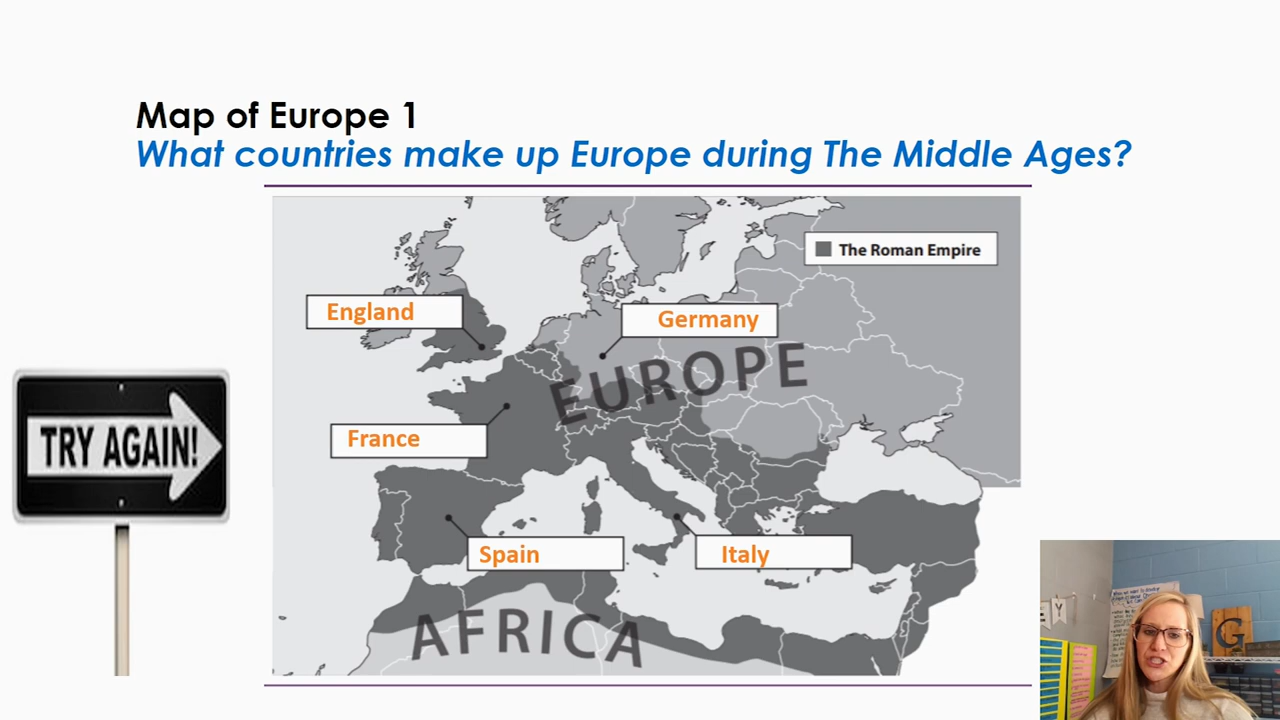 Map of Europe 1
What countries make up Europe during The Middle Ages?
The Roman Empire
England
Germany
EUROPE
France
TRY AGAIN!
Spain
Italy
AFRICA
G